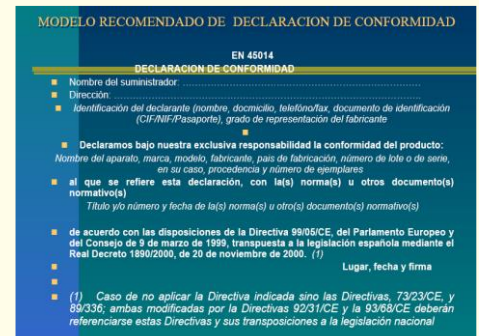 MODELO RECOMENDADO DE DECLARACION DE CONFORMIDAD
EN 45014
DECLARACION DE CONFORMIDAD
Nombre del suministrador: ……………………………………………………………
Dirección: ……………………………………………………………………………
Identificación del declarante (nombre, docmicilio, telefóno/fax, documento de identificación
(CIF/NIF/Pasaporte), grado de representación del fabricante
Declaramos bajo nuestra exclusiva responsabilidad la conformidad del producto:
Nombre del aparato, marca, modelo, fabricante, pais de fabricación, número de lote o de serie,
en su caso, procedencia y número de ejemplares
al que se refiere esta declaración, con la(s) norma(s) u otros documento(s)
normativo(s)
Título y/o número y fecha de la(s) norma(s) u otro(s) documento(s) normativo(s)
de acuerdo con las disposiciones de la Directiva 99/05/CE, del Parlamento Europeo y
del Consejo de 9 de marzo de 1999, transpuesta a la legislación española mediante el
Real Decreto 1890/2000, de 20 de noviembre de 2000. (1)
Lugar, fecha y firma
(1) Caso de no aplicar la Directiva indicada sino las Directivas, 73/23/CE, y
89/336; ambas modificadas por la Directivas 92/31/CE y la 93/68/CE deberán
referenciarse estas Directivas y sus transposiciones a la legislación nacional